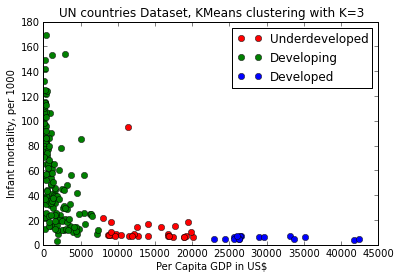 UN countries Dataset, KMeans clustering with K=3
Underdeveloped
Developing
Developed
Infant mortality, per 1000
180
160
140
120
100
80
60
40
20
0
0 5000 10000 15000 20000 25000 30000 35000 40000 45000
Per Capita GDP in US$